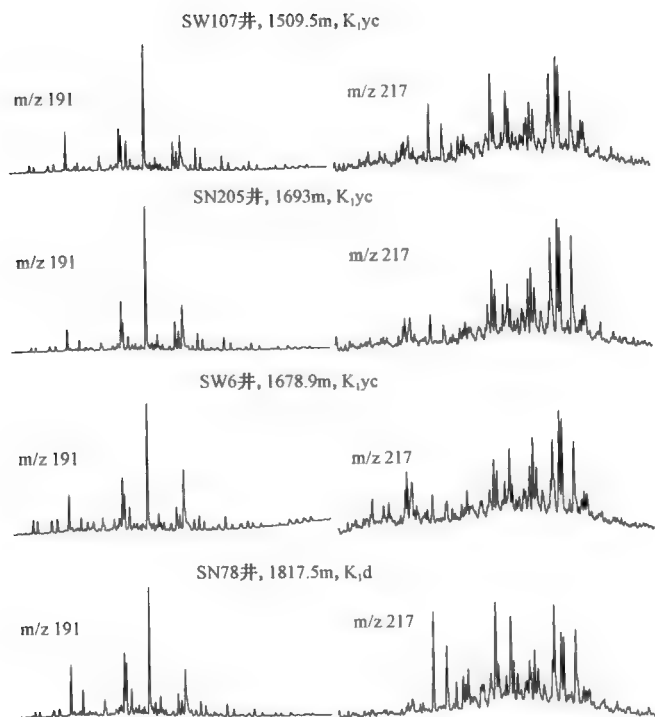 SW107井, 1509.5m, K₁yc
m/z 191
m/z 217
SN205井, 1693m, K₁yc
m/z 191
m/z 217
SW6井, 1678.9m, K₁yc
m/z 191
m/z 217
SN78井, 1817.5m, K₁d
m/z 191
m/z 217